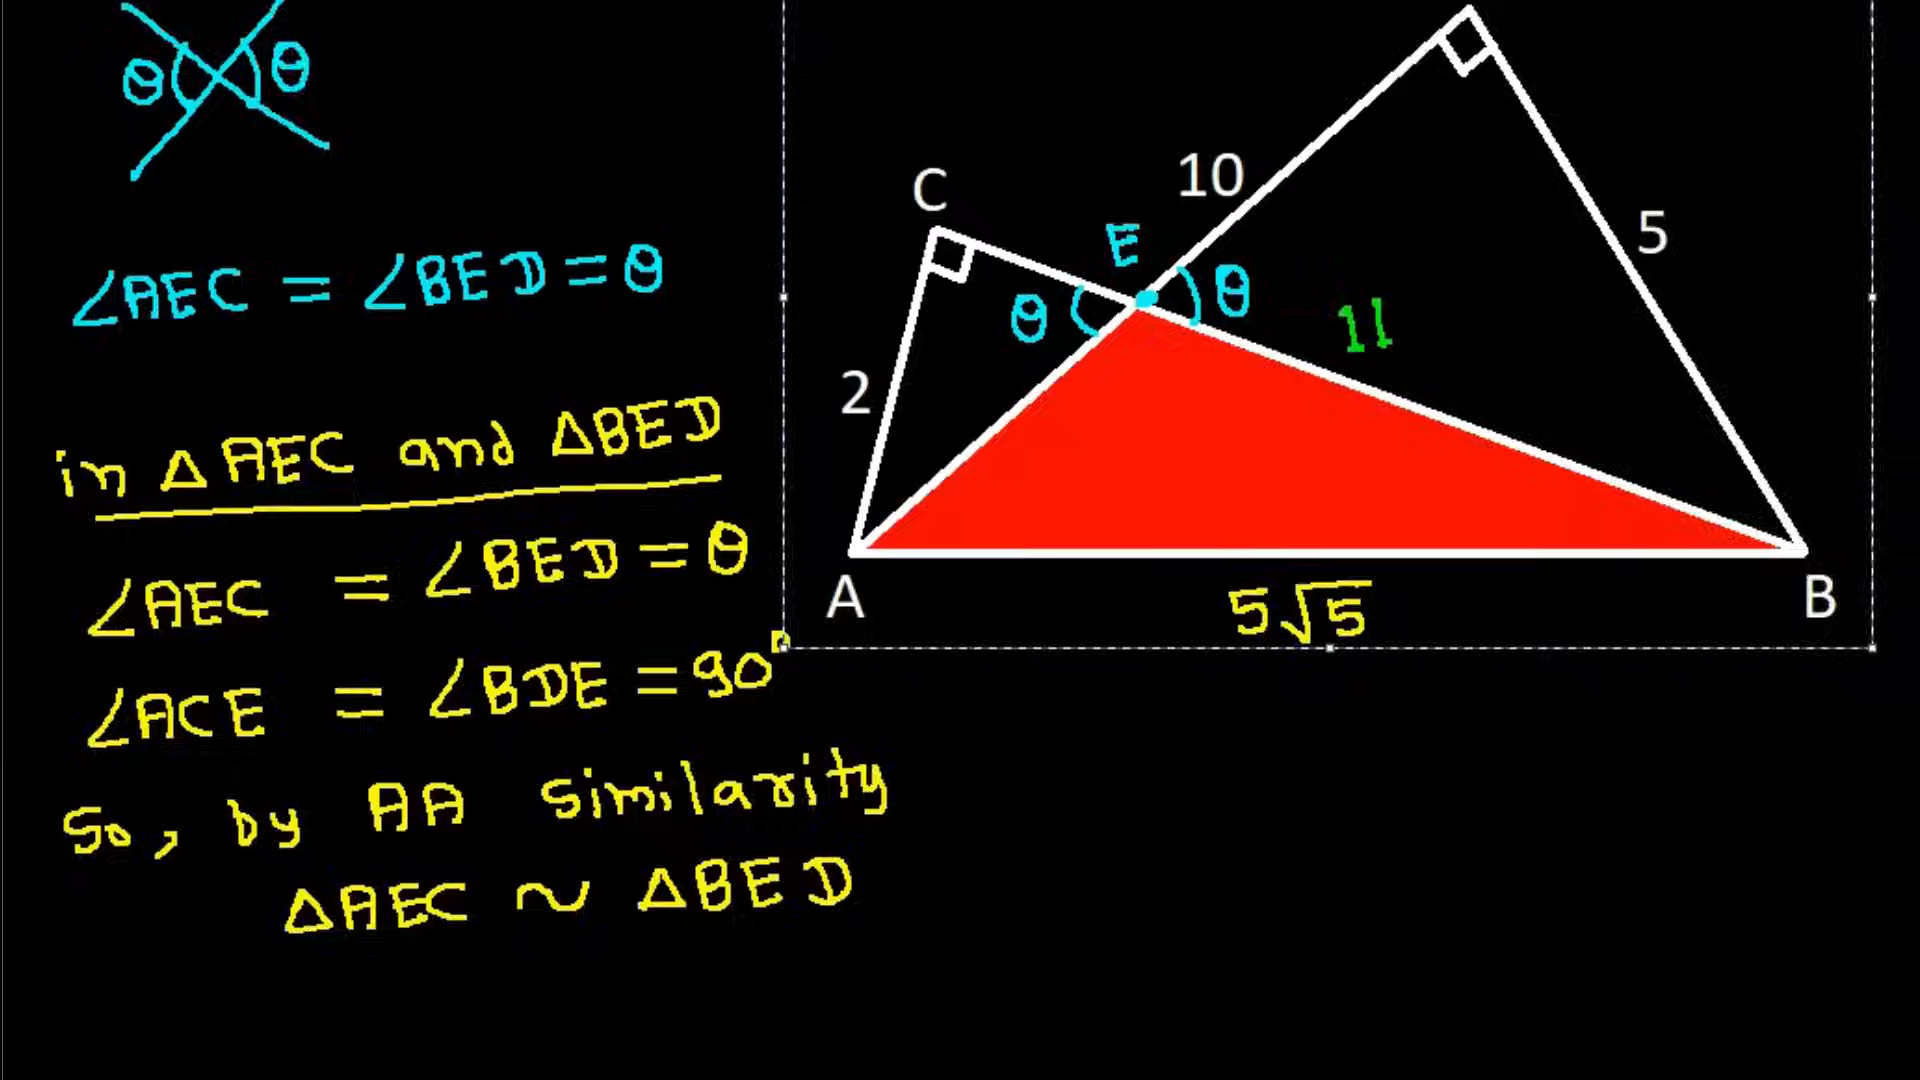 θ θ
∠AEC = ∠BED = θ
in Δ AEC and ΔBED
∠AEC = ∠BED = θ
∠ACE = ∠BDE = 90°
So, by AA similarity
ΔAEC ~ ΔBED
10
C
5
E
θ θ
11
2
A
B
5√5